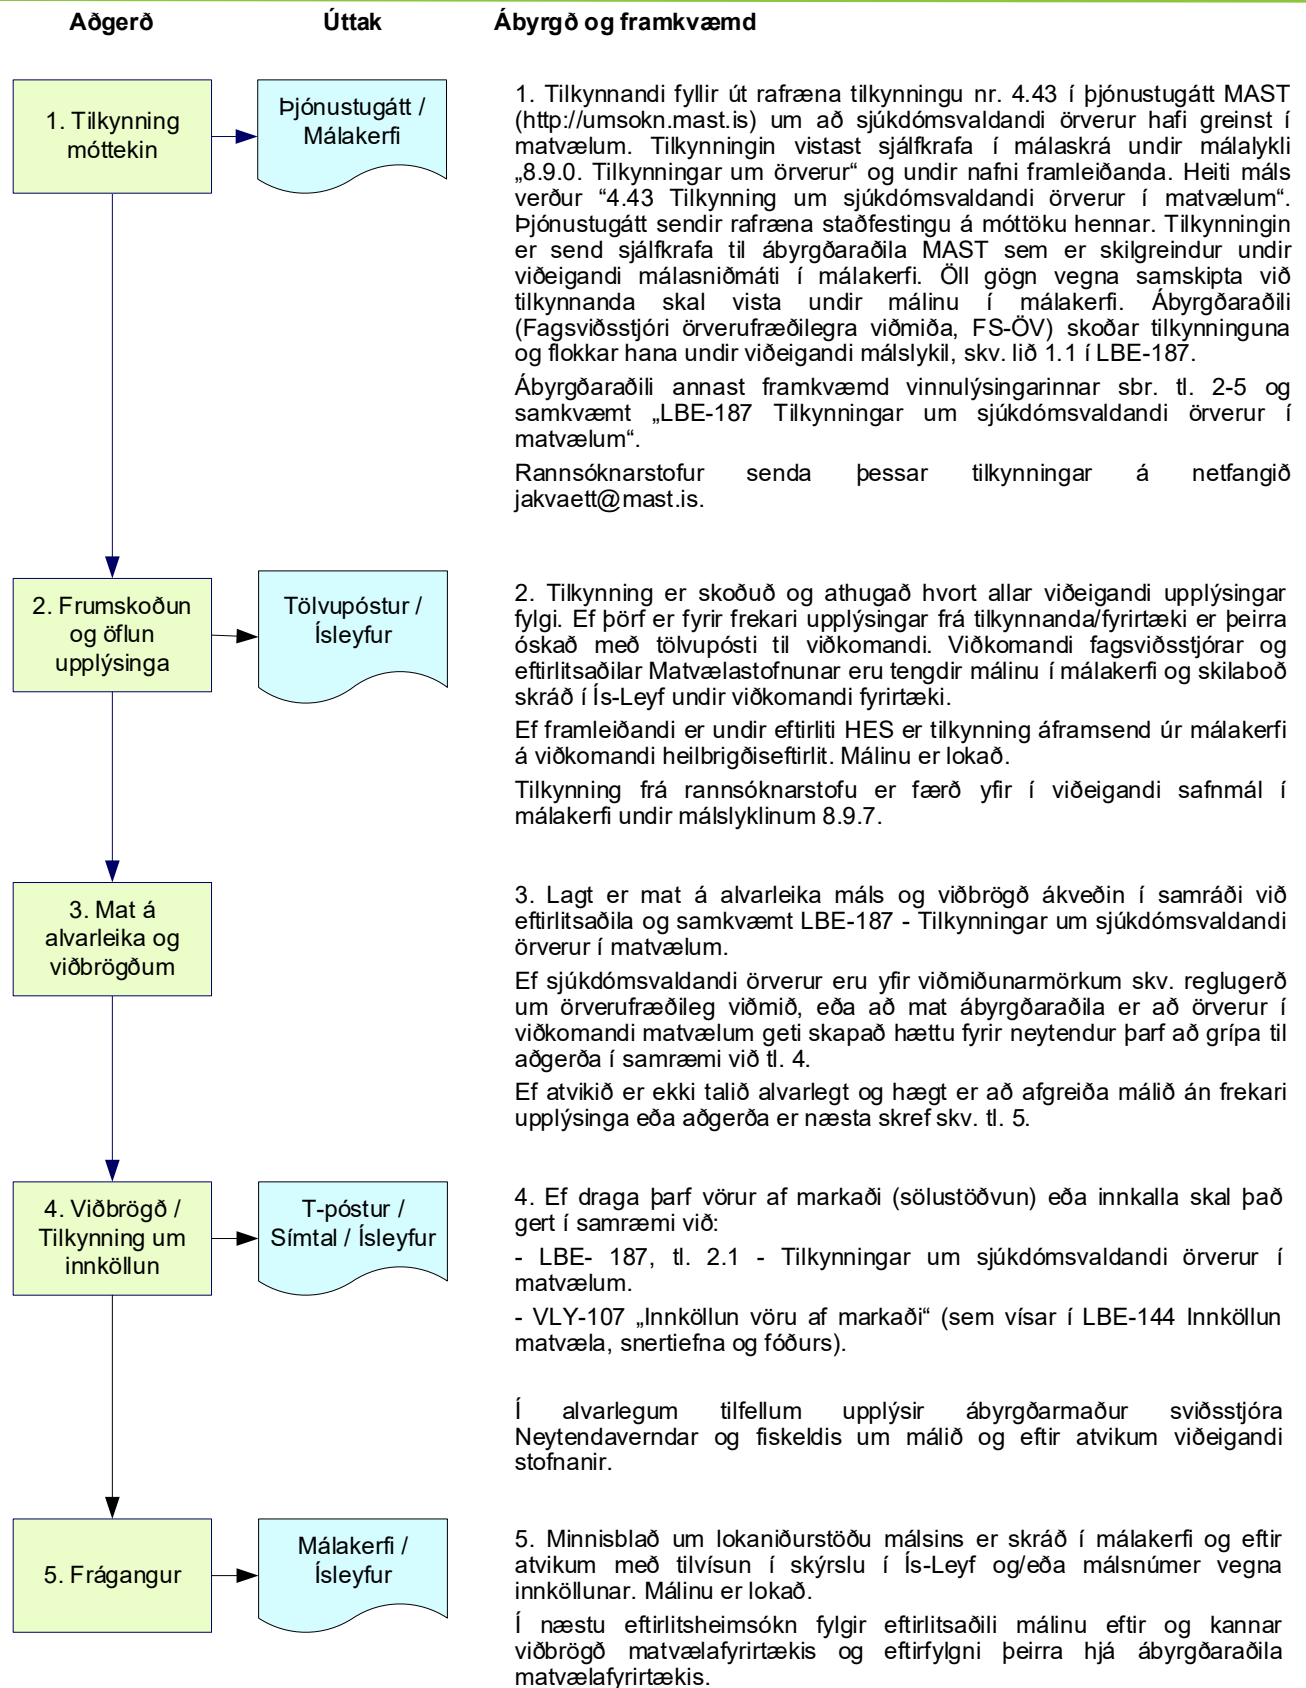 Aðgerð Úttak Ábyrgð og framkvæmd
1. Tilkynning
móttekin
Þjónustugátt /
Málakerfi
1. Tilkynnandi fyllir út rafræna tilkynningu nr. 4.43 í þjónustugátt MAST
(http://umsokn.mast.is) um að sjúkdómsvaldandi örverur hafi greinst í
matvælum. Tilkynningin vistast sjálfkrafa í málaskrá undir málalykli
„8.9.0. Tilkynningar um örverur“ og undir nafni framleiðanda. Heiti máls
verður “4.43 Tilkynning um sjúkdómsvaldandi örverur í matvælum“.
Þjónustugátt sendir rafræna staðfestingu á móttöku hennar. Tilkynningin
er send sjálfkrafa til ábyrgðaraðila MAST sem er skilgreindur undir
viðeigandi málasniðmáti í málakerfi. Öll gögn vegna samskipta við
tilkynnanda skal vista undir málinu í málakerfi. Ábyrgðaraðili
(Fagsviðsstjóri örverufræðilegra viðmiða, FS-ÖV) skoðar tilkynninguna
og flokkar hana undir viðeigandi málslykil, skv. lið 1.1 í LBE-187.
Ábyrgðaraðili annast framkvæmd vinnulýsingarinnar sbr. tl. 2-5 og
samkvæmt „LBE-187 Tilkynningar um sjúkdómsvaldandi örverur í
matvælum“.
Rannsóknarstofur senda þessar tilkynningar á netfangið
jakvaett@mast.is.
2. Frumskoðun
og öflun
upplýsinga
Tölvupóstur /
Ísleyfur
2. Tilkynning er skoðuð og athugað hvort allar viðeigandi upplýsingar
fylgi. Ef þörf er fyrir frekari upplýsingar frá tilkynnanda/fyrirtæki er þeirra
óskað með tölvupósti til viðkomandi. Viðkomandi fagsviðsstjórar og
eftirlitsaðilar Matvælastofnunar eru tengdir málinu í málakerfi og skilaboð
skráð í Ís-Leyf undir viðkomandi fyrirtæki.
Ef framleiðandi er undir eftirliti HES er tilkynning áframsend úr málakerfi
á viðkomandi heilbrigðiseftirlit. Málinu er lokað.
Tilkynning frá rannsóknarstofu er færð yfir í viðeigandi safnmál í
málakerfi undir málslyklinum 8.9.7.
3. Mat á
alvarleika og
viðbrögðum
3. Lagt er mat á alvarleika máls og viðbrögð ákveðin í samráði við
eftirlitsaðila og samkvæmt LBE-187 - Tilkynningar um sjúkdómsvaldandi
örverur í matvælum.
Ef sjúkdómsvaldandi örverur eru yfir viðmiðunarmörkum skv. reglugerð
um örverufræðileg viðmið, eða að mat ábyrgðaraðila er að örverur í
viðkomandi matvælum geti skapað hættu fyrir neytendur þarf að grípa til
aðgerða í samræmi við tl. 4.
Ef atvikið er ekki talið alvarlegt og hægt er að afgreiða málið án frekari
upplýsinga eða aðgerða er næsta skref skv. tl. 5.
4. Viðbrögð /
Tilkynning um
innköllun
T-póstur /
Símtal / Ísleyfur
4. Ef draga þarf vörur af markaði (sölustöðvun) eða innkalla skal það
gert í samræmi við:
- LBE- 187, tl. 2.1 - Tilkynningar um sjúkdómsvaldandi örverur í
matvælum.
- VLY-107 „Innköllun vöru af markaði“ (sem vísar í LBE-144 Innköllun
matvæla, snertiefna og fóðurs).
Í alvarlegum tilfellum upplýsir ábyrgðarmaður sviðsstjóra
Neytendaverndar og fiskeldis um málið og eftir atvikum viðeigandi
stofnanir.
5. Frágangur
Málakerfi /
Ísleyfur
5. Minnisblað um lokaniðurstöðu málsins er skráð í málakerfi og eftir
atvikum með tilvísun í skýrslu í Ís-Leyf og/eða málsnúmer vegna
innköllunar. Málinu er lokað.
Í næstu eftirlitsheimsókn fylgir eftirlitsaðili málinu eftir og kannar
viðbrögð matvælafyrirtækis og eftirfylgni þeirra hjá ábyrgðaraðila
matvælafyrirtækis.